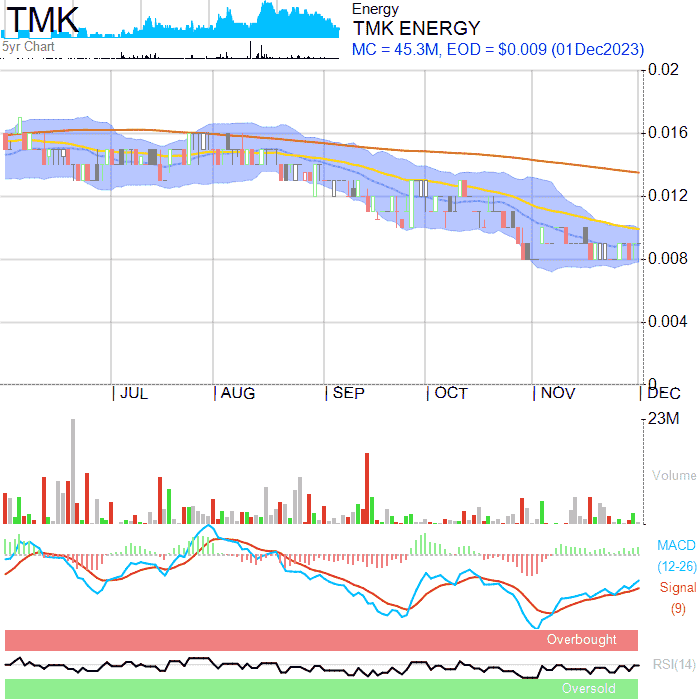 TMK
5yr Chart
Energy
TMK ENERGY
MC = 45.3M, EOD = $0.009 (01Dec2023)
0.02
0.016
0.012
0.008
0.004
0
JUL AUG SEP OCT NOV DEC
23M
Volume
MACD
(12-26)
Signal
(9)
Overbought
RSI(14)
Oversold